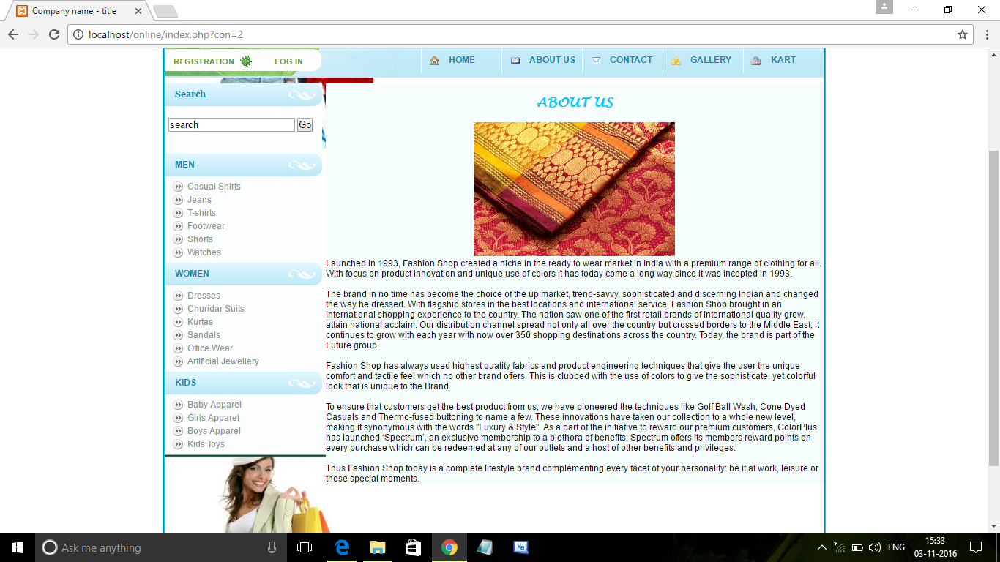 Company name - title
localhost/online/index.php?con=2
REGISTRATION LOG IN HOME ABOUT US CONTACT GALLERY KART
Search
search Go
MEN
Casual Shirts
Jeans
T-shirts
Footwear
Shorts
Watches
WOMEN
Dresses
Churidar Suits
Kurtas
Sandals
Office Wear
Artificial Jewellery
KIDS
Baby Apparel
Girls Apparel
Boys Apparel
Kids Toys
ABOUT US
Launched in 1993, Fashion Shop created a niche in the ready to wear market in India with a premium range of clothing for all.
With focus on product innovation and unique use of colors it has today come a long way since it was incepted in 1993.
The brand in no time has become the choice of the up market, trend-savvy, sophisticated and discerning Indian and changed
the way he dressed. With flagship stores in the best locations and international service, Fashion Shop brought in an
International shopping experience to the country. The nation saw one of the first retail brands of international quality grow,
attain national acclaim. Our distribution channel spread not only all over the country but crossed borders to the Middle East; it
continues to grow with each year with now over 350 shopping destinations across the country. Today, the brand is part of the
Future group.
Fashion Shop has always used highest quality fabrics and product engineering techniques that give the user the unique
comfort and tactile feel which no other brand offers. This is clubbed with the use of colors to give the sophisticate, yet colorful
look that is unique to the Brand.
To ensure that customers get the best product from us, we have pioneered the techniques like Golf Ball Wash, Cone Dyed
Casuals and Thermo-fused buttoning to name a few. These innovations have taken our collection to a whole new level,
making it synonymous with the words "Luxury & Style". As a part of the initiative to reward our premium customers, ColorPlus
has launched ‘Spectrum’, an exclusive membership to a plethora of benefits. Spectrum offers its members reward points on
every purchase which can be redeemed at any of our outlets and a host of other benefits and privileges.
Thus Fashion Shop today is a complete lifestyle brand complementing every facet of your personality: be it at work, leisure or
those special moments.
Ask me anything
ENG
15:33
03-11-2016